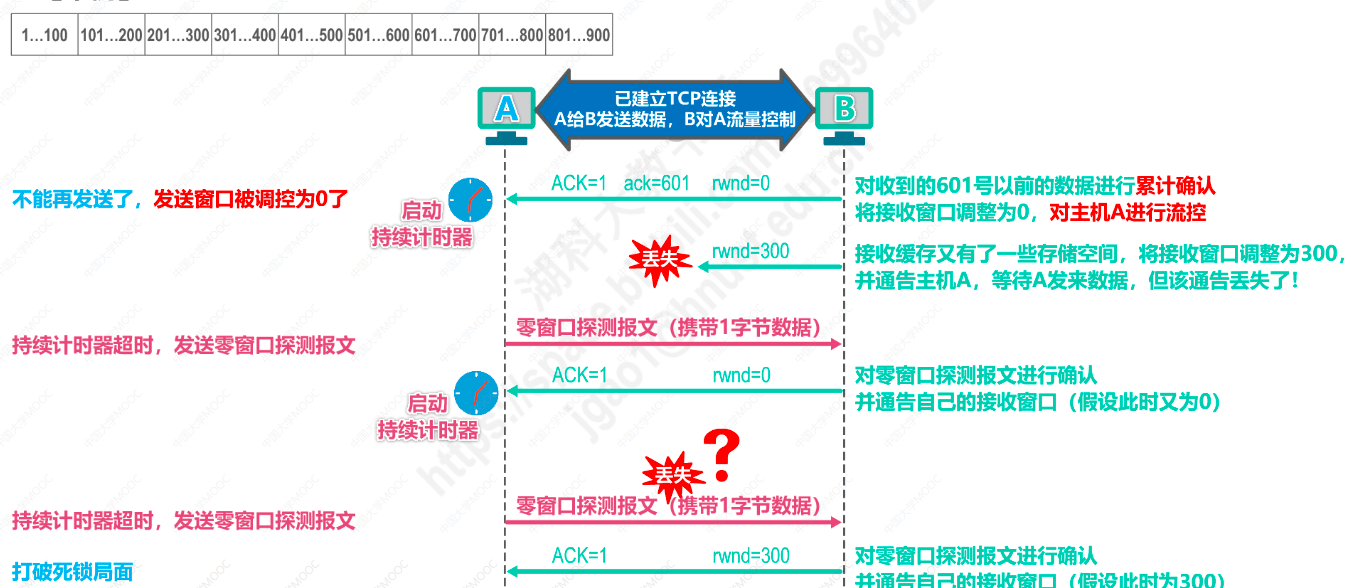 1…100 101…200 201…300 301…400 401…500 501…600 601…700 701…800 801…900
已建立TCP连接
A给B发送数据，B对A流量控制
A
B
不能再发送了，发送窗口被调控为0了
启动
持续计时器
ACK=1 ack=601 rwnd=0
对收到的601号以前的数据进行累计确认
将接收窗口调整为0，对主机A进行流控
丢失
rwnd=300
接收缓存又有了一些存储空间，将接收窗口调整为300，
并通告主机A，等待A发来数据，但该通告丢失了！
零窗口探测报文（携带1字节数据）
持续计时器超时，发送零窗口探测报文
ACK=1 rwnd=0
对零窗口探测报文进行确认
并通告自己的接收窗口（假设此时又为0）
启动
持续计时器
丢失
?
零窗口探测报文（携带1字节数据）
持续计时器超时，发送零窗口探测报文
ACK=1 rwnd=300
对零窗口探测报文进行确认
并通告自己的接收窗口（假设此时为300）
打破死锁局面
中国大学MOOC